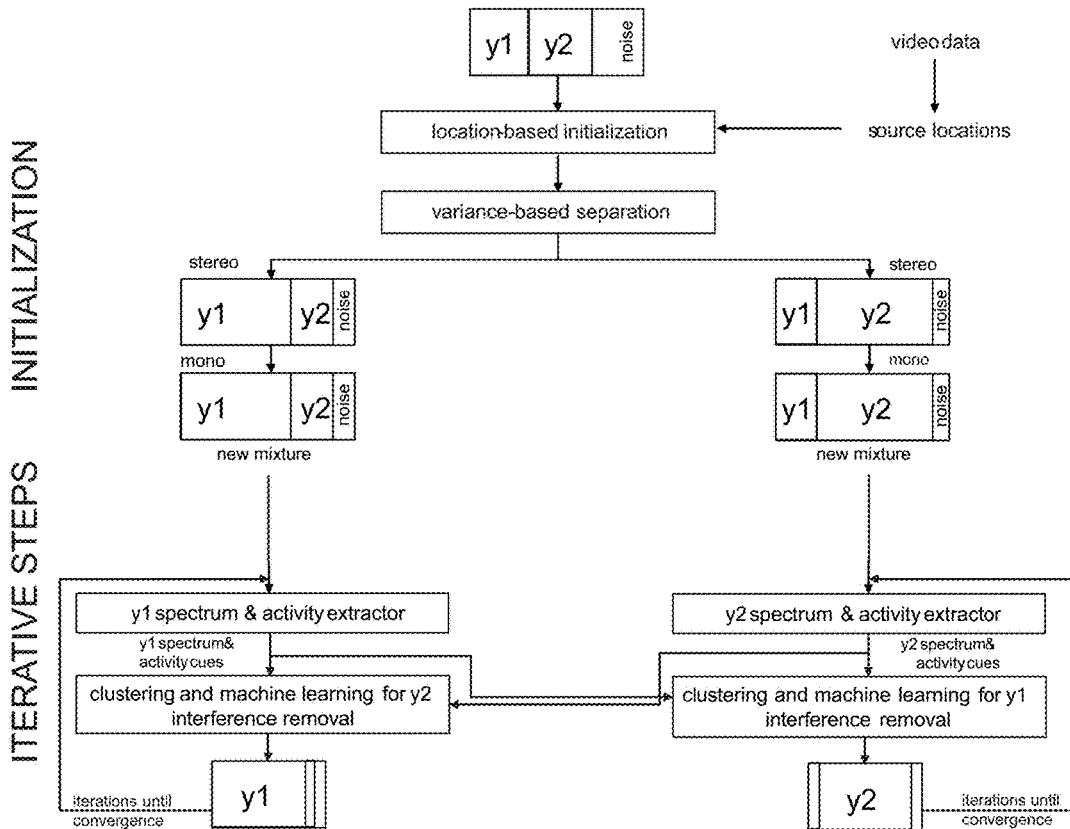 y1 y2 noise
video data
location-based initialization
source locations
INITIALIZATION
variance-based separation
stereo
stereo
y1 y2 noise
y1 y2 noise
mono
mono
y1 y2 noise
y1 y2 noise
new mixture
new mixture
ITERATIVE STEPS
y1 spectrum & activity extractor
y2 spectrum & activity extractor
y1 spectrum&
activity cues
y2 spectrum&
activity cues
clustering and machine learning for y2
interference removal
clustering and machine learning for y1
interference removal
y1
y2
iterations until
convergence
iterations until
convergence